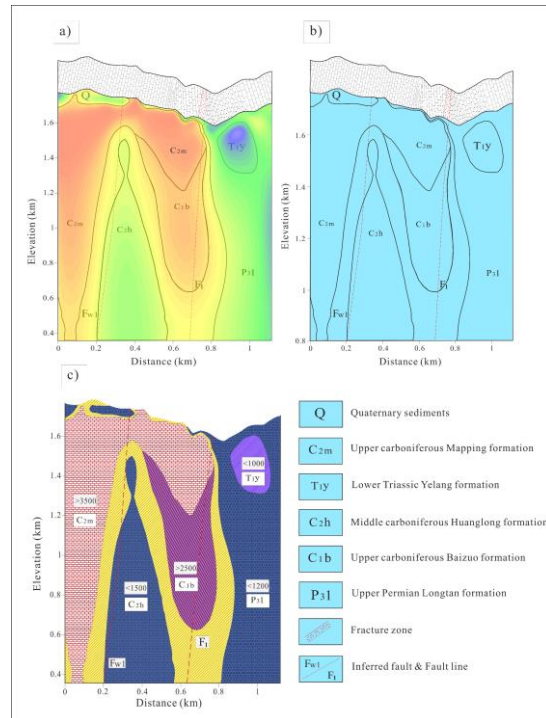 a)
Q
C2m
C1b
C2m
C2h
T1y
P3l
Fw1
F1
1.6
1.4
1.2
1
0.8
0.6
0.4
Elevation (km)
0
0.2
0.4
0.6
0.8
1
Distance (km)
b)
Q
C2m
C1b
C2m
C2h
T1y
P3l
Fw1
F1
1.6
1.4
1.2
1
0.8
Elevation (km)
0
0.2
0.4
0.6
0.8
1
Distance (km)
c)
>3500
C2m
<1500
C2h
>2500
C1b
<1000
T1y
<1200
P3l
Fw1
F1
1.6
1.4
1.2
1
0.8
0.6
0.4
Elevation (km)
0
0.2
0.4
0.6
0.8
1
Distance (km)
Q Quaternary sediments
C2m Upper carboniferous Mapping formation
T1y Lower Triassic Yelang formation
C2h Middle carboniferous Huanglong formation
C1b Upper carboniferous Baizuo formation
P3l Upper Permian Longtan formation
Fracture zone
Fw1 F1 Inferred fault & Fault line